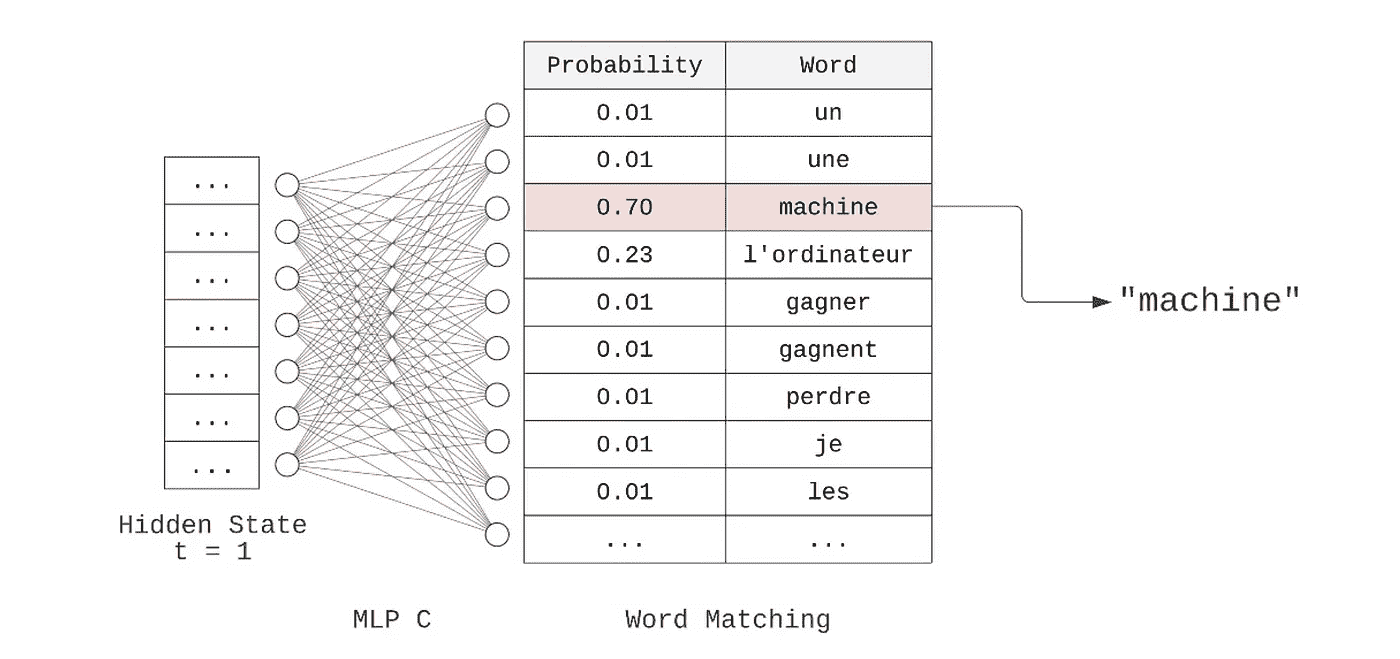 Probability Word
0.01 un
0.01 une
0.70 machine
0.23 l'ordinateur
0.01 gagner
0.01 gagnent
0.01 perdre
0.01 je
0.01 les
... ...
...
...
...
...
...
...
...
Hidden State
t = 1
"machine"
MLP C
Word Matching